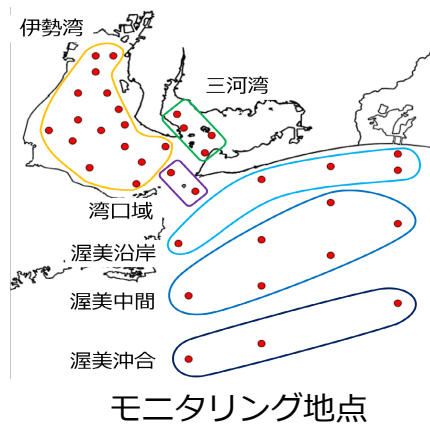 伊勢湾
三河湾
湾口域
渥美沿岸
渥美中間
渥美沖合
モニタリング地点